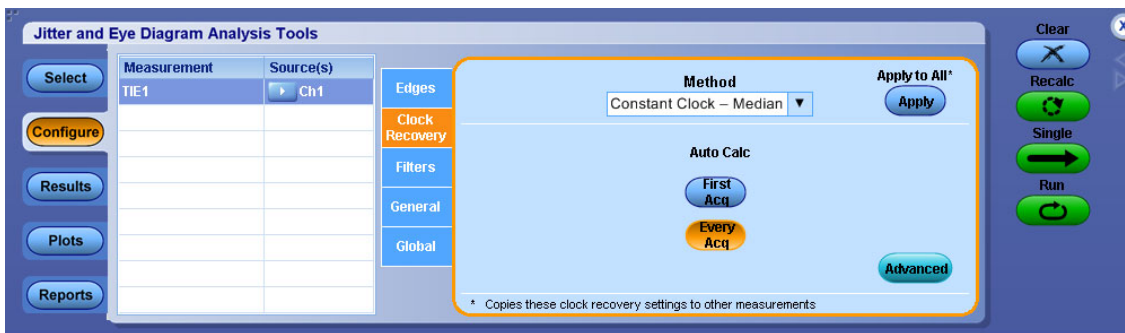 Jitter and Eye Diagram Analysis Tools
Select
Configure
Results
Plots
Reports
Measurement Source(s)
TIE1 Ch1
Edges
Clock
Recovery
Filters
General
Global
Method
Constant Clock – Median
Apply to All*
Apply
Auto Calc
First
Acq
Every
Acq
Advanced
* Copies these clock recovery settings to other measurements
Clear
Recalc
Single
Run